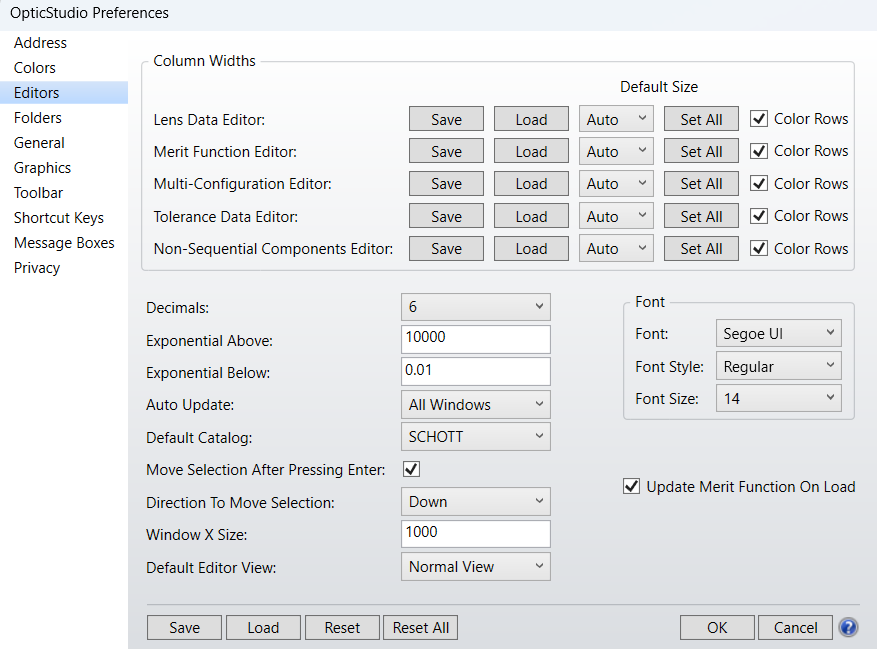 OpticStudio Preferences
Address
Colors
Editors
Folders
General
Graphics
Toolbar
Shortcut Keys
Message Boxes
Privacy
Column Widths
Default Size
Lens Data Editor: Save Load Auto Set All Color Rows
Merit Function Editor: Save Load Auto Set All Color Rows
Multi-Configuration Editor: Save Load Auto Set All Color Rows
Tolerance Data Editor: Save Load Auto Set All Color Rows
Non-Sequential Components Editor: Save Load Auto Set All Color Rows
Decimals: 6
Exponential Above: 10000
Exponential Below: 0.01
Auto Update: All Windows
Default Catalog: SCHOTT
Move Selection After Pressing Enter:
Direction To Move Selection: Down
Window X Size: 1000
Default Editor View: Normal View
Font
Font: Segoe UI
Font Style: Regular
Font Size: 14
Update Merit Function On Load
Save Load Reset Reset All OK Cancel ?